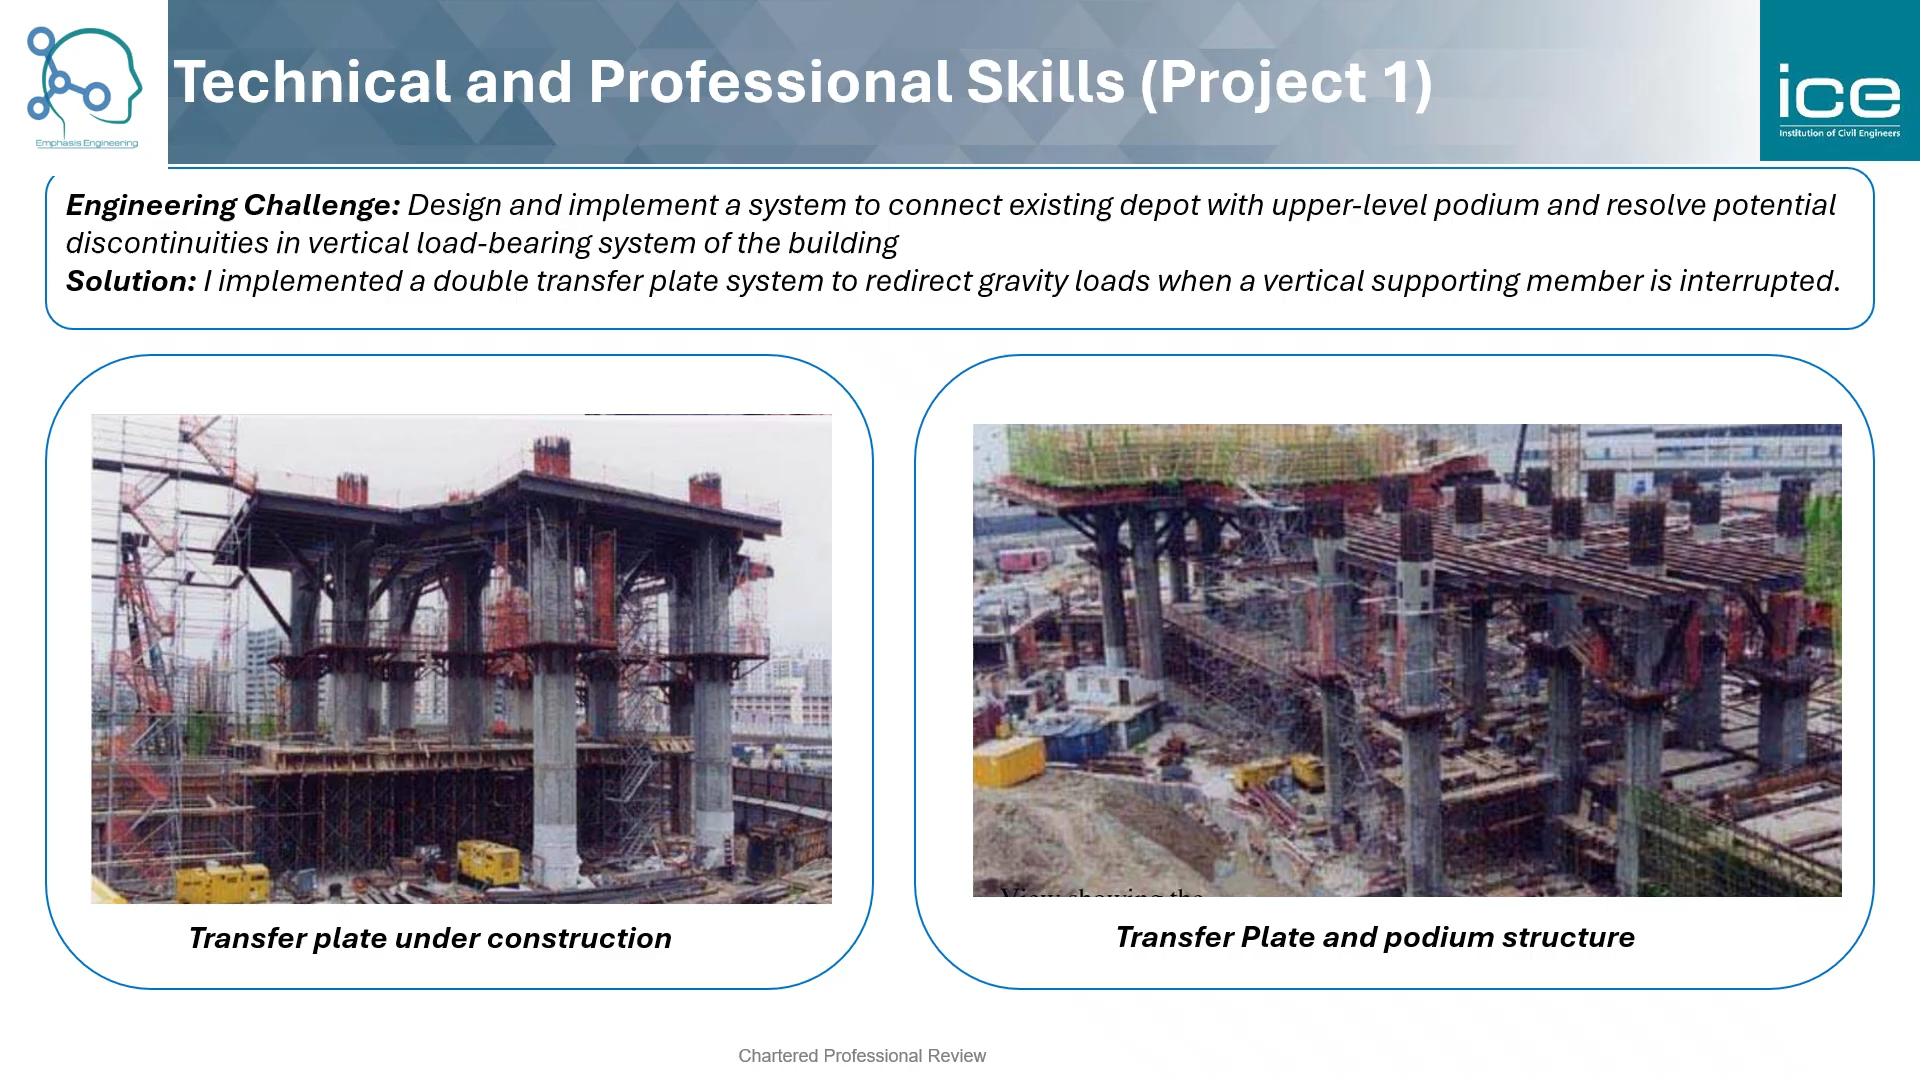 Emphasis Engineering
Technical and Professional Skills (Project 1)
ice
Institution of Civil Engineers
Engineering Challenge: Design and implement a system to connect existing depot with upper-level podium and resolve potential
discontinuities in vertical load-bearing system of the building
Solution: I implemented a double transfer plate system to redirect gravity loads when a vertical supporting member is interrupted.
View showing the
Transfer plate under construction
Transfer Plate and podium structure
Chartered Professional Review